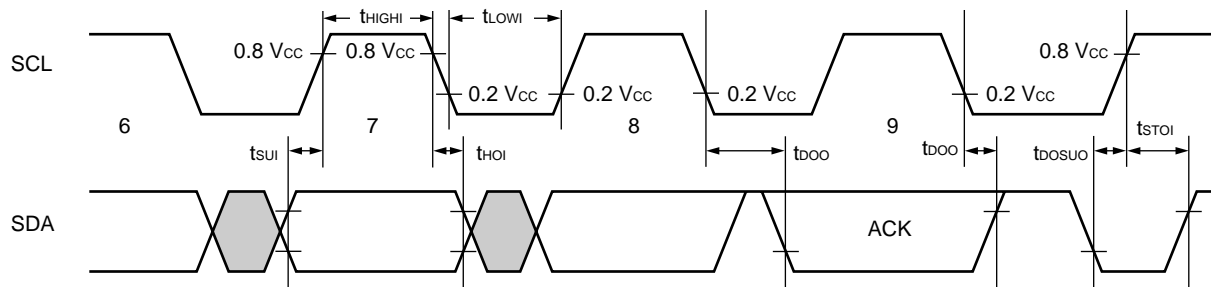 tHIGHI tLOWI
SCL 0.8 VCC 0.8 VCC 0.2 VCC 0.2 VCC 0.2 VCC 0.2 VCC 0.8 VCC
6 7 8 9
tSUI tHOI tDOO tDOO tDOSUO tSTOI
SDA ACK